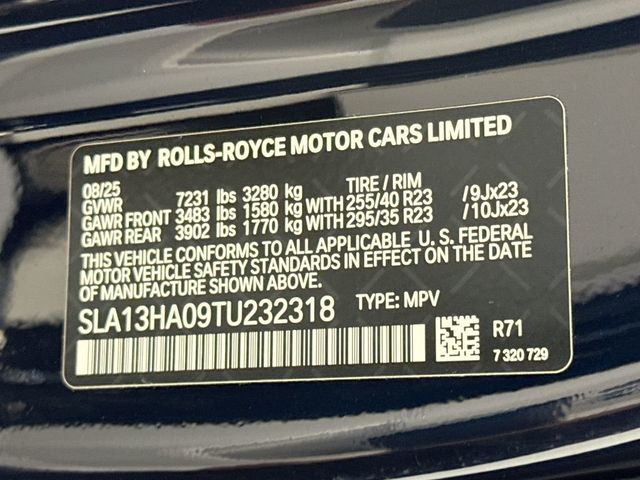 MFD BY ROLLS-ROYCE MOTOR CARS LIMITED
08/25 TIRE / RIM
GVWR 7231 lbs 3280 kg
GAWR FRONT 3483 lbs 1580 kg WITH 255/40 R23 /9Jx23
GAWR REAR 3902 lbs 1770 kg WITH 295/35 R23 /10Jx23
THIS VEHICLE CONFORMS TO ALL APPLICABLE U. S. FEDERAL
MOTOR VEHICLE SAFETY STANDARDS IN EFFECT ON THE DATE
OF MANUFACTURE SHOWN ABOVE.
SLA13HA09TU232318 TYPE: MPV
R71
7 320 729